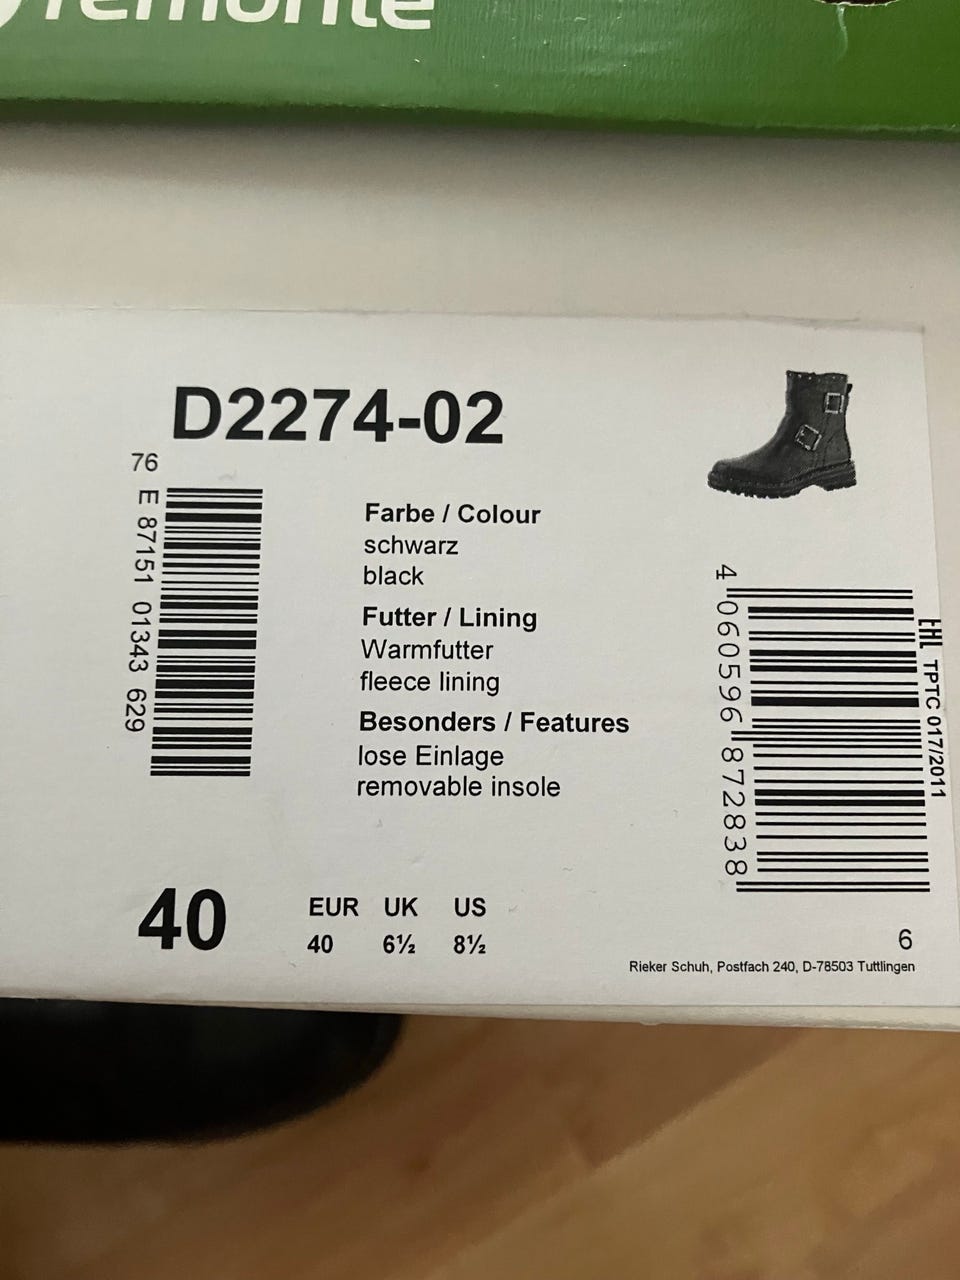 remonte
D2274-02
76
E 87151 01343 629
Farbe / Colour
schwarz
black
Futter / Lining
Warmfutter
fleece lining
Besonders / Features
lose Einlage
removable insole
4 060596 872838
EAC TPTC 017/2011
40
EUR UK US
40 6½ 8½
6
Rieker Schuh, Postfach 240, D-78503 Tuttlingen